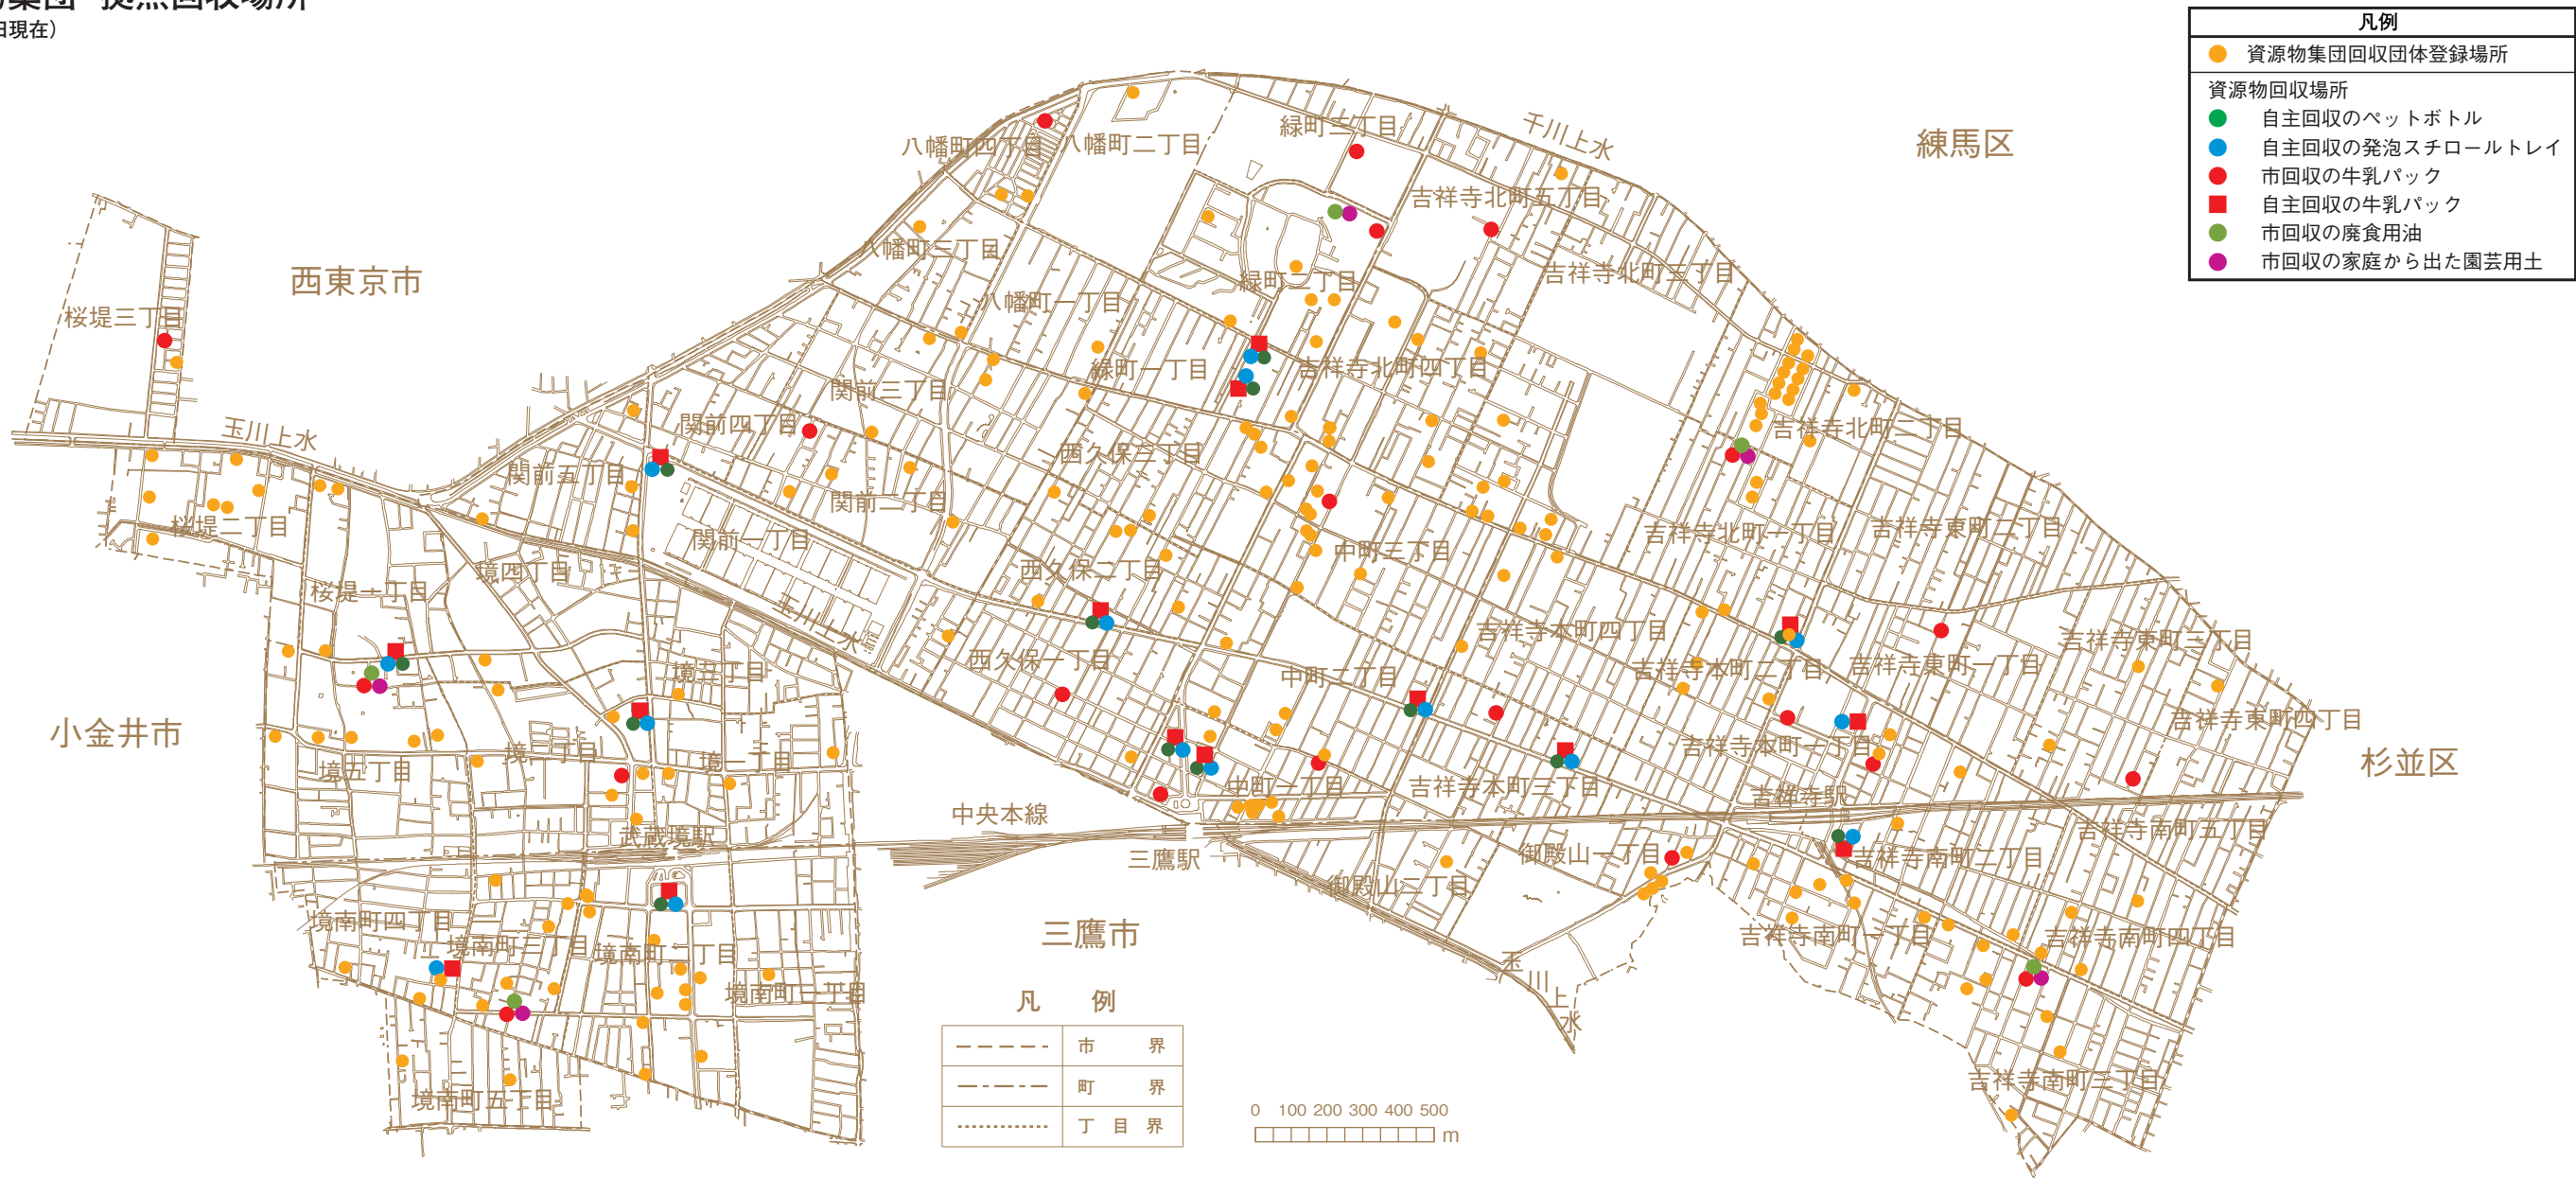 集団・拠点回収場所
日現在）
凡例
資源物集団回収団体登録場所
資源物回収場所
自主回収のペットボトル
自主回収の発泡スチロールトレイ
市回収の牛乳パック
自主回収の牛乳パック
市回収の廃食用油
市回収の家庭から出た園芸用土
練馬区
千川上水
緑町三丁目
八幡町四丁目
八幡町二丁目
吉祥寺北町五丁目
八幡町三丁目
吉祥寺北町三丁目
西東京市
緑町二丁目
八幡町一丁目
桜堤三丁目
緑町一丁目
吉祥寺北町四丁目
関前三丁目
関前四丁目
吉祥寺北町二丁目
玉川上水
西久保三丁目
関前五丁目
関前二丁目
桜堤二丁目
吉祥寺北町一丁目
吉祥寺東町二丁目
関前一丁目
中町三丁目
境四丁目
西久保二丁目
桜堤一丁目
玉川上水
吉祥寺本町四丁目
吉祥寺東町三丁目
西久保一丁目
吉祥寺本町二丁目
吉祥寺東町一丁目
境三丁目
中町二丁目
吉祥寺東町四丁目
小金井市
吉祥寺本町一丁目
境二丁目
境一丁目
杉並区
境五丁目
中町一丁目
吉祥寺本町三丁目
吉祥寺駅
中央本線
武蔵境駅
吉祥寺南町五丁目
三鷹駅
御殿山一丁目
吉祥寺南町二丁目
御殿山二丁目
境南町四丁目
三鷹市
吉祥寺南町一丁目
吉祥寺南町四丁目
境南町三丁目
境南町二丁目
玉川上水
境南町一丁目
吉祥寺南町三丁目
境南町五丁目
凡 例
市 界
町 界
丁 目 界
0 100 200 300 400 500
m